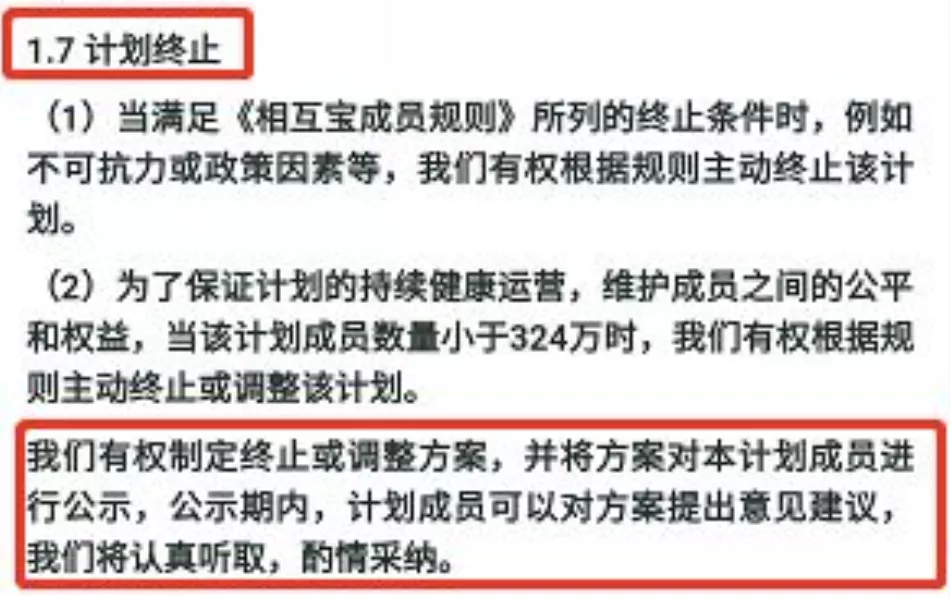 1.7 计划终止
（1）当满足《相互宝成员规则》所列的终止条件时，例如
不可抗力或政策因素等，我们有权根据规则主动终止该计
划。
（2）为了保证计划的持续健康运营，维护成员之间的公平
和权益，当该计划成员数量小于324万时，我们有权根据规
则主动终止或调整该计划。
我们有权制定终止或调整方案，并将方案对本计划成员进
行公示，公示期内，计划成员可以对方案提出意见建议，
我们将认真听取，酌情采纳。